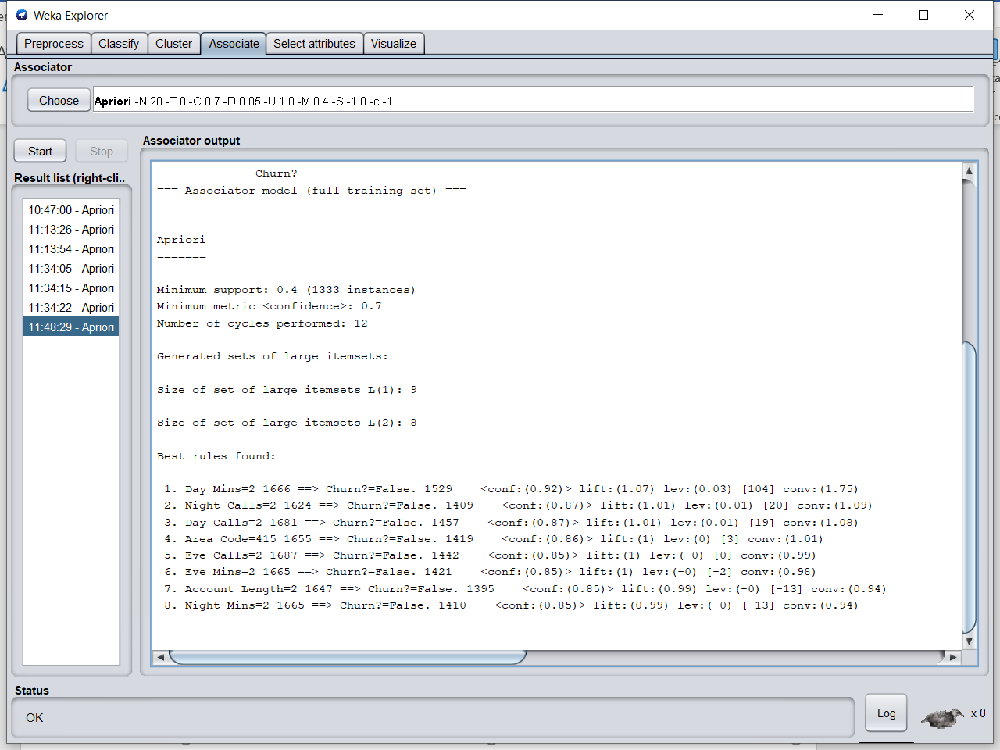 Weka Explorer
Preprocess Classify Cluster Associate Select attributes Visualize
Associator
Choose Apriori -N 20 -T 0 -C 0.7 -D 0.05 -U 1.0 -M 0.4 -S -1.0 -c -1
Start Stop
Associator output
Result list (right-cli..
10:47:00 - Apriori
11:13:26 - Apriori
11:13:54 - Apriori
11:34:05 - Apriori
11:34:15 - Apriori
11:34:22 - Apriori
11:48:29 - Apriori
Churn?
=== Associator model (full training set) ===
Apriori
=======
Minimum support: 0.4 (1333 instances)
Minimum metric <confidence>: 0.7
Number of cycles performed: 12
Generated sets of large itemsets:
Size of set of large itemsets L(1): 9
Size of set of large itemsets L(2): 8
Best rules found:
1. Day Mins=2 1666 ==> Churn?=False. 1529 <conf:(0.92)> lift:(1.07) lev:(0.03) [104] conv:(1.75)
2. Night Calls=2 1624 ==> Churn?=False. 1409 <conf:(0.87)> lift:(1.01) lev:(0.01) [20] conv:(1.09)
3. Day Calls=2 1681 ==> Churn?=False. 1457 <conf:(0.87)> lift:(1.01) lev:(0.01) [19] conv:(1.08)
4. Area Code=415 1655 ==> Churn?=False. 1419 <conf:(0.86)> lift:(1) lev:(0) [3] conv:(1.01)
5. Eve Calls=2 1687 ==> Churn?=False. 1442 <conf:(0.85)> lift:(1) lev:(-0) [0] conv:(0.99)
6. Eve Mins=2 1665 ==> Churn?=False. 1421 <conf:(0.85)> lift:(1) lev:(-0) [-2] conv:(0.98)
7. Account Length=2 1647 ==> Churn?=False. 1395 <conf:(0.85)> lift:(0.99) lev:(-0) [-13] conv:(0.94)
8. Night Mins=2 1665 ==> Churn?=False. 1410 <conf:(0.85)> lift:(0.99) lev:(-0) [-13] conv:(0.94)
Status
OK
Log
x 0